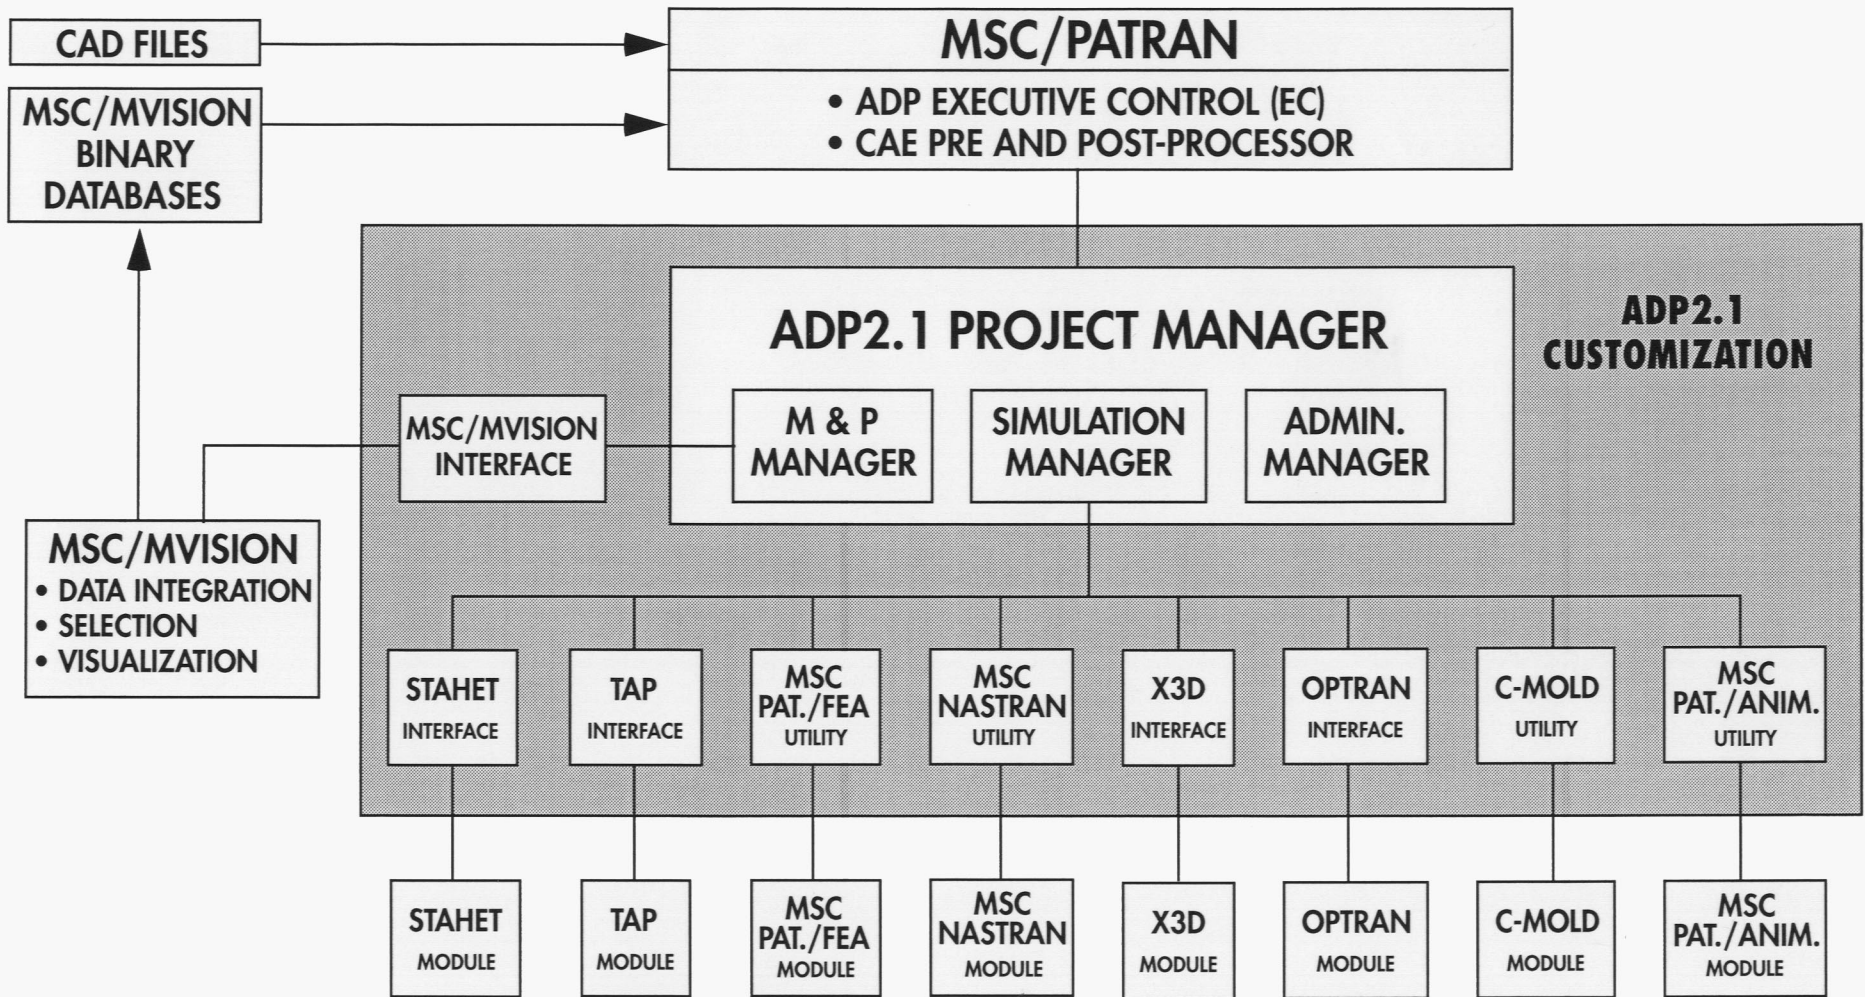 CAD FILES
MSC/MVISION
BINARY
DATABASES
MSC/PATRAN
• ADP EXECUTIVE CONTROL (EC)
• CAE PRE AND POST-PROCESSOR
ADP2.1
CUSTOMIZATION
ADP2.1 PROJECT MANAGER
MSC/MVISION
INTERFACE
M & P
MANAGER
SIMULATION
MANAGER
ADMIN.
MANAGER
MSC/MVISION
• DATA INTEGRATION
• SELECTION
• VISUALIZATION
STAHET
INTERFACE
TAP
INTERFACE
MSC
PAT./FEA
UTILITY
MSC
NASTRAN
UTILITY
X3D
INTERFACE
OPTRAN
INTERFACE
C-MOLD
UTILITY
MSC
PAT./ANIM.
UTILITY
STAHET
MODULE
TAP
MODULE
MSC
PAT./FEA
MODULE
MSC
NASTRAN
MODULE
X3D
MODULE
OPTRAN
MODULE
C-MOLD
MODULE
MSC
PAT./ANIM.
MODULE